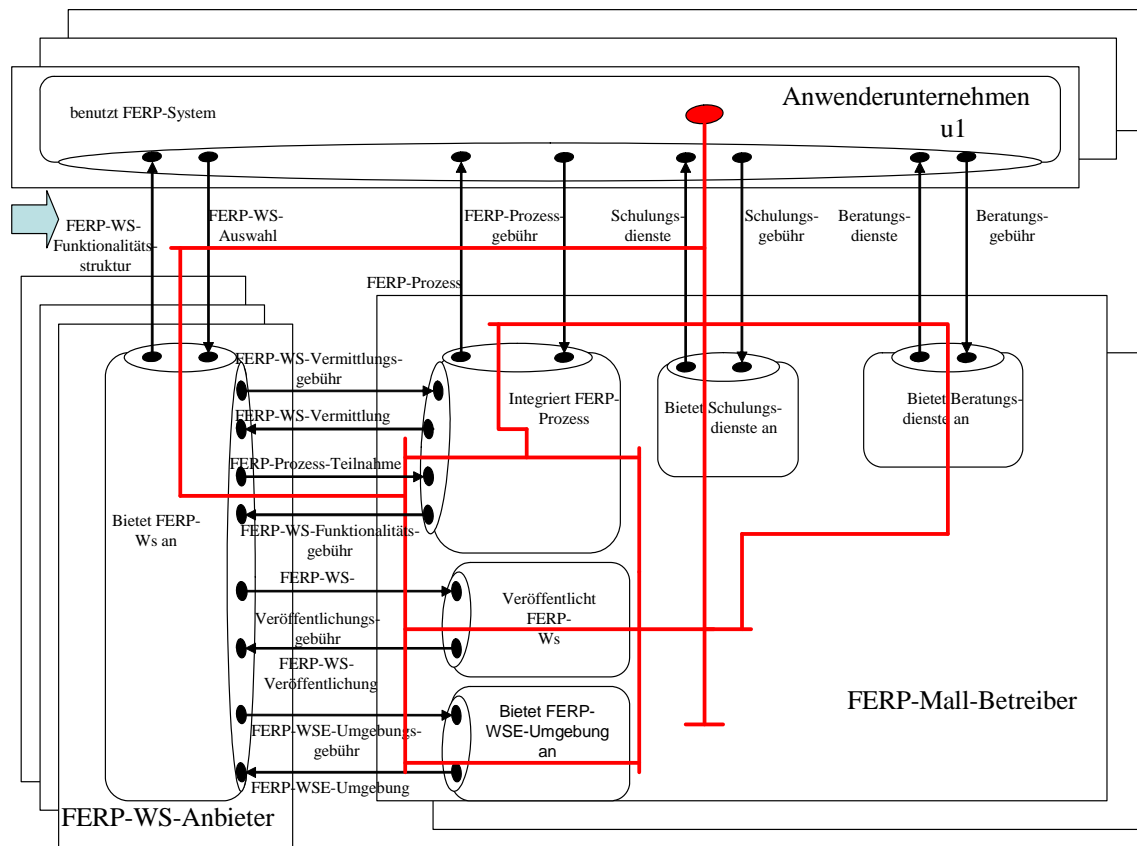 Anwenderunternehmen
u1
benutzt FERP-System
FERP-WS-
Funktionalitäts-
struktur
FERP-WS-
Auswahl
FERP-Prozess-
gebühr
Schulungs-
dienste
Schulungs-
gebühr
Beratungs-
dienste
Beratungs-
gebühr
FERP-Prozess
FERP-WS-Vermittlungs-
gebühr
FERP-WS-Vermittlung
FERP-Prozess-Teilnahme
FERP-WS-Funktionalitäts-
gebühr
FERP-WS-
Veröffentlichungs-
gebühr
FERP-WS-
Veröffentlichung
FERP-WSE-Umgebungs-
gebühr
FERP-WSE-Umgebung
Bietet FERP-
Ws an
Integriert FERP-
Prozess
Bietet Schulungs-
dienste an
Bietet Beratungs-
dienste an
Veröffentlicht
FERP-
Ws
Bietet FERP-
WSE-Umgebung
an
FERP-Mall-Betreiber
FERP-WS-Anbieter